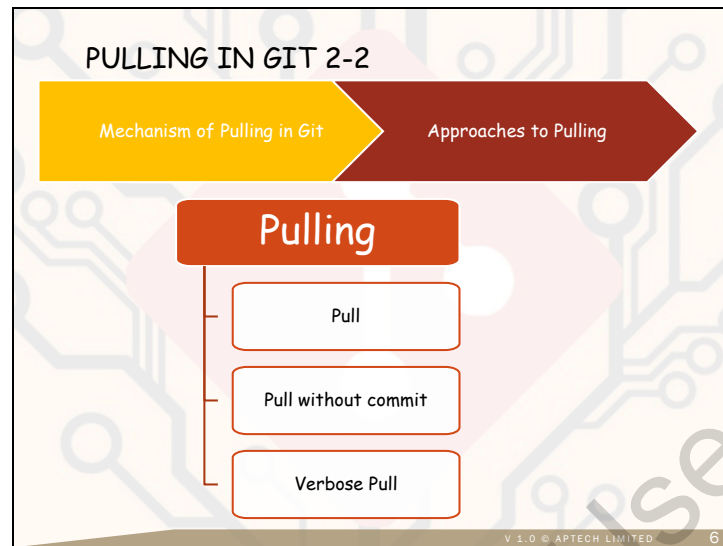 PULLING IN GIT 2-2
Mechanism of Pulling in Git
Approaches to Pulling
Pulling
Pull
Pull without commit
Verbose Pull
V 1.0 © APTECH LIMITED
6